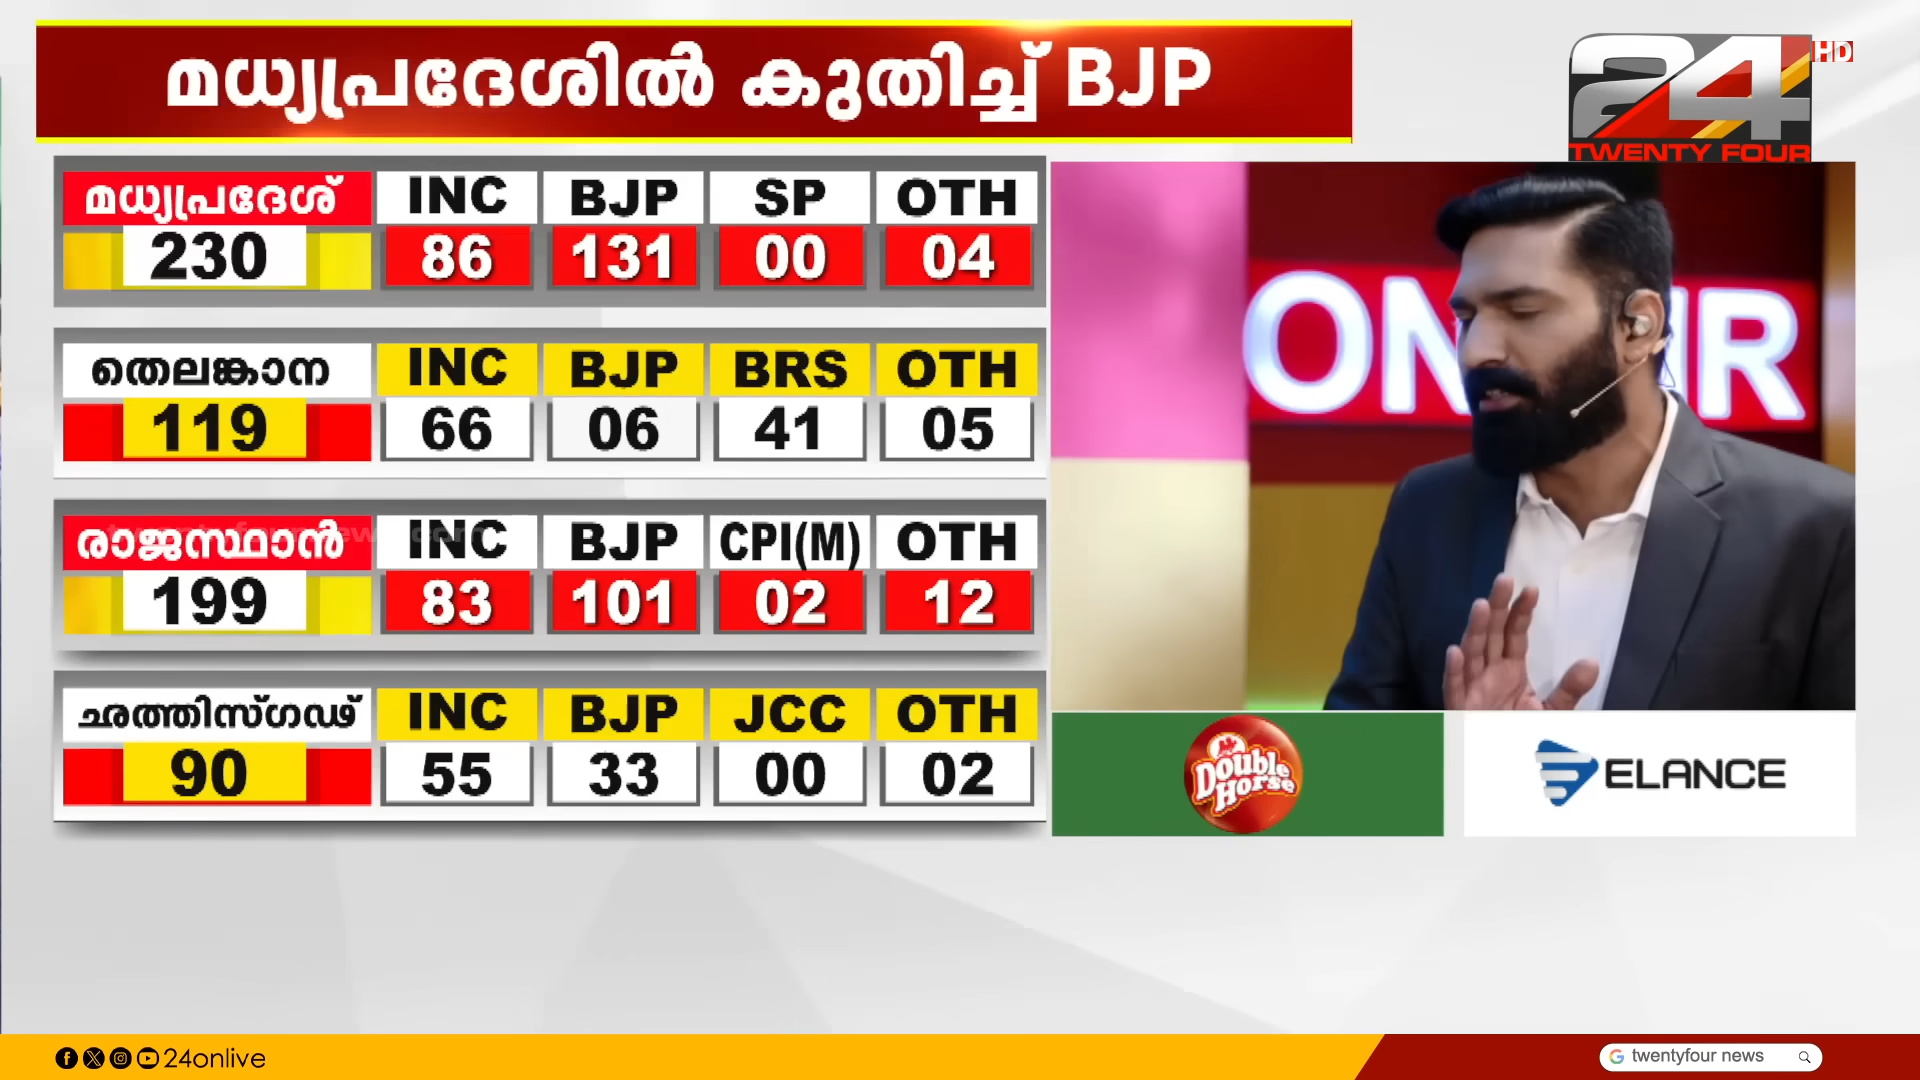 മധ്യപ്രദേശിൽ കുതിച്ച് BJP
24 HD
TWENTY FOUR
മധ്യപ്രദേശ് INC BJP SP OTH
230 86 131 00 04
തെലങ്കാന INC BJP BRS OTH
119 66 06 41 05
രാജസ്ഥാൻ INC BJP CPI(M) OTH
199 83 101 02 12
ഛത്തിസ്ഗഢ് INC BJP JCC OTH
90 55 33 00 02
ON IR
Double Horse
ELANCE
24onlive
twentyfour news